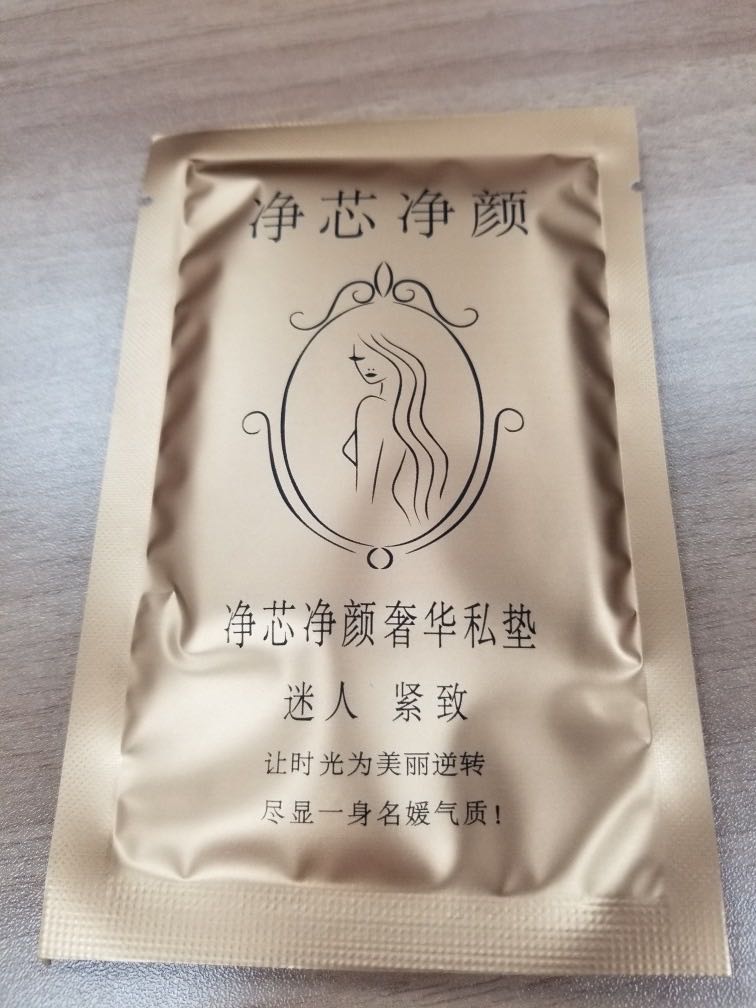 净芯净颜
净芯净颜奢华私垫
迷人 紧致
让时光为美丽逆转
尽显一身名媛气质!